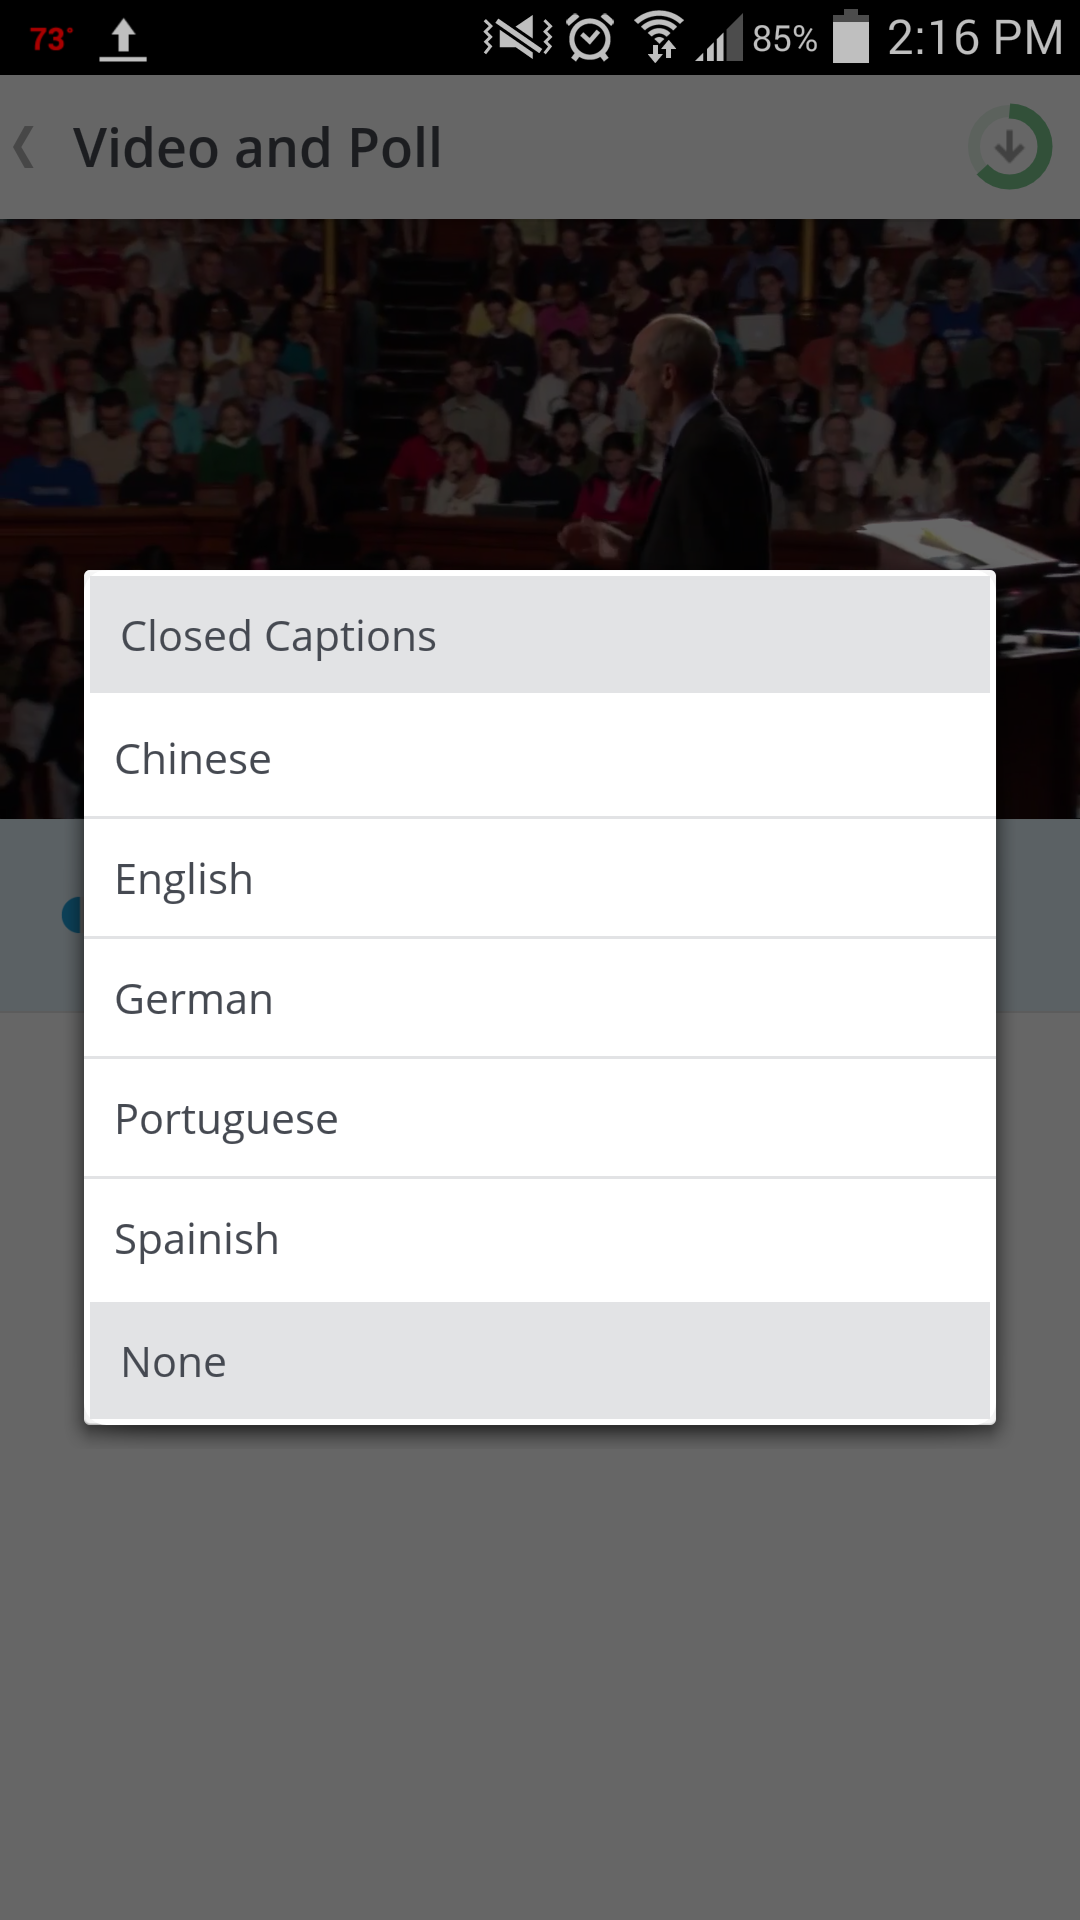 73°
85% 2:16 PM
Video and Poll
Closed Captions
Chinese
English
German
Portuguese
Spainish
None